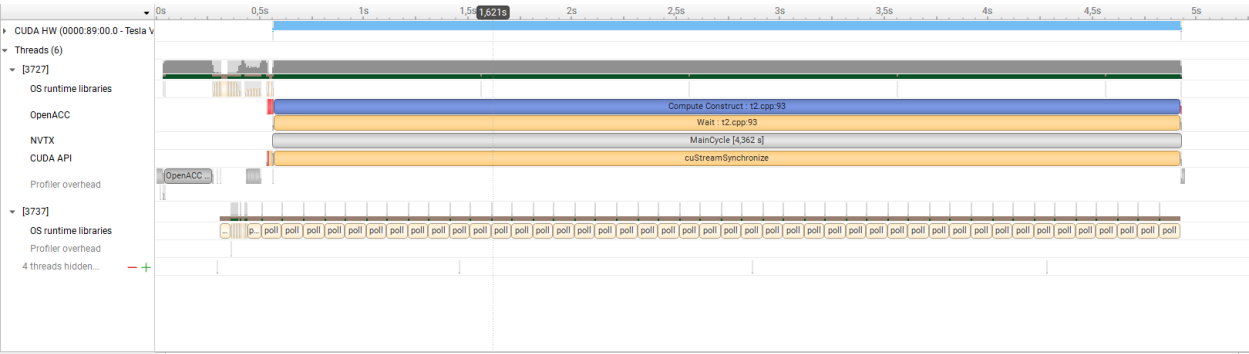 0s 0,5s 1s 1,5s 1,621s 2s 2,5s 3s 3,5s 4s 4,5s 5s
CUDA HW (0000:89:00.0 - Tesla V
Threads (6)
[3727]
OS runtime libraries
OpenACC
Compute Construct : t2.cpp:93
Wait : t2.cpp:93
NVTX
MainCycle [4,362 s]
CUDA API
cuStreamSynchronize
Profiler overhead
OpenACC ...
[3737]
OS runtime libraries
... p... poll poll poll poll poll poll poll poll poll poll poll poll poll poll poll poll poll poll poll poll poll poll poll poll poll poll poll poll poll poll poll poll poll poll poll poll poll poll poll poll poll poll poll poll
Profiler overhead
4 threads hidden... − +